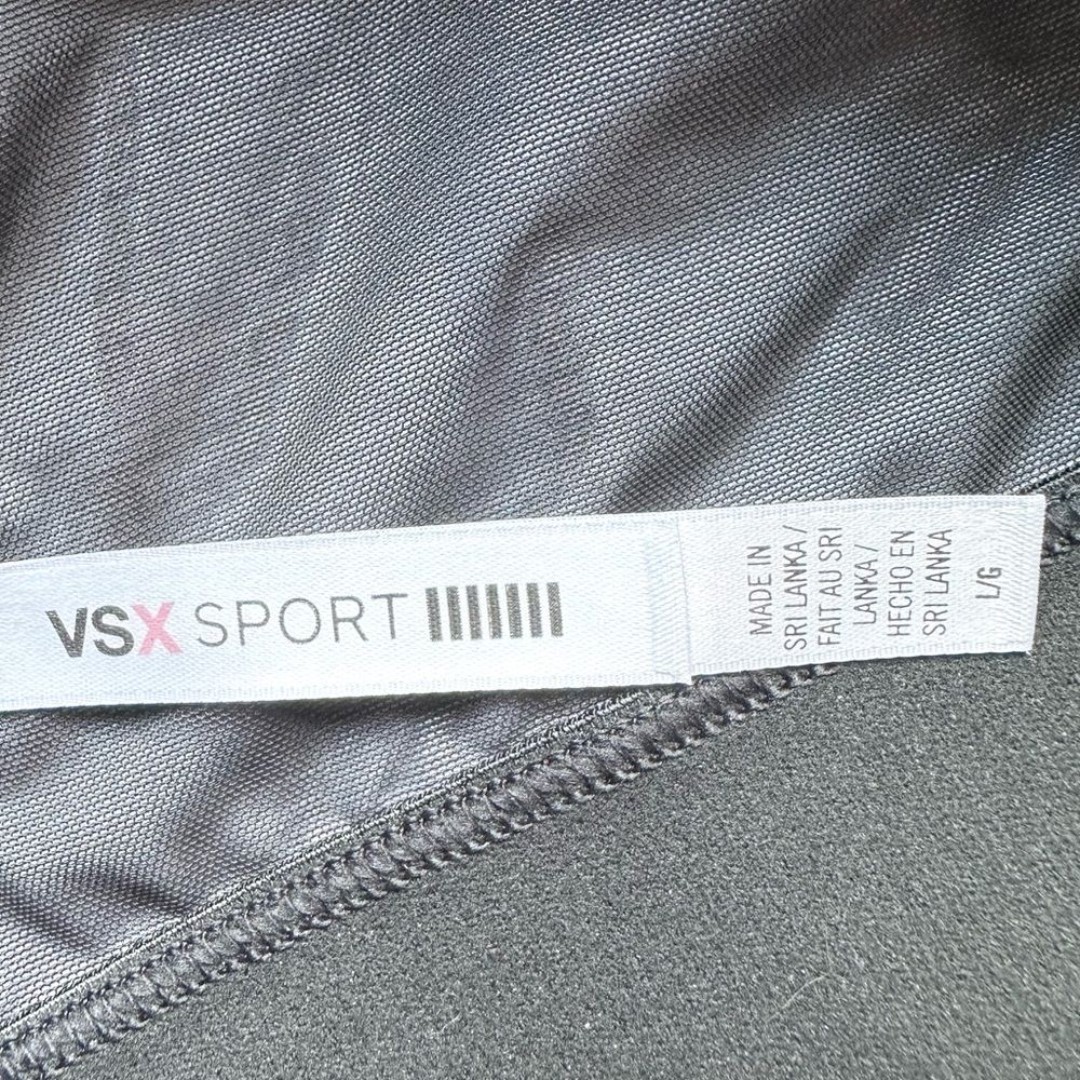 VSX SPORT
MADE IN
SRI LANKA /
FAIT AU SRI
LANKA /
HECHO EN
SRI LANKA
L/G